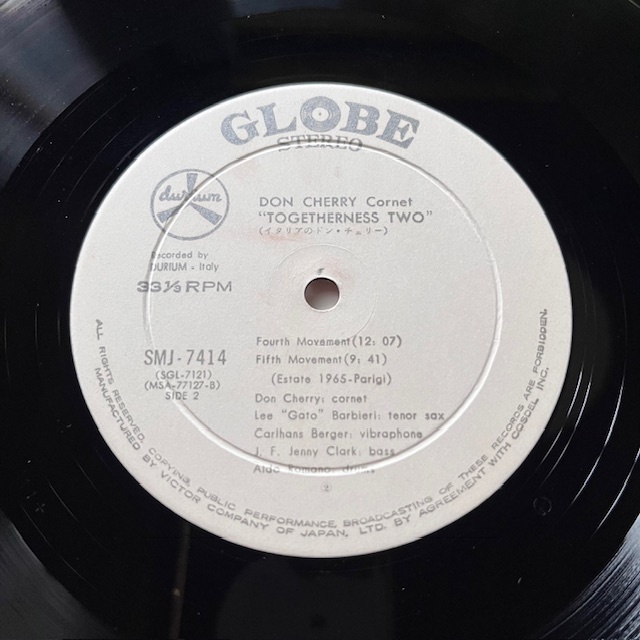 GLOBE
STEREO
durium
DON CHERRY Cornet
"TOGETHERNESS TWO"
(イタリアのドン・チェリー)
Recorded by
DURIUM - Italy
33⅓ RPM
Fourth Movement(12: 07)
Fifth Movement(9; 41)
(Estate 1965-Parigi)
SMJ-7414
(SGL-7121)
(MSA-77127-B)
SIDE 2
Don Cherry: cornet
Lee "Gato" Barbieri: tenor sax
Carlhans Berger: vibraphone
J. F. Jenny Clark: bass
Aldo Romano: drums
ALL RIGHTS RESERVED. COPYING, PUBLIC PERFORMANCE, BROADCASTING OF THESE RECORDS ARE FORBIDDEN.
MANUFACTURED BY VICTOR COMPANY OF JAPAN, LTD. BY AGREEMENT WITH COSDEL INC.